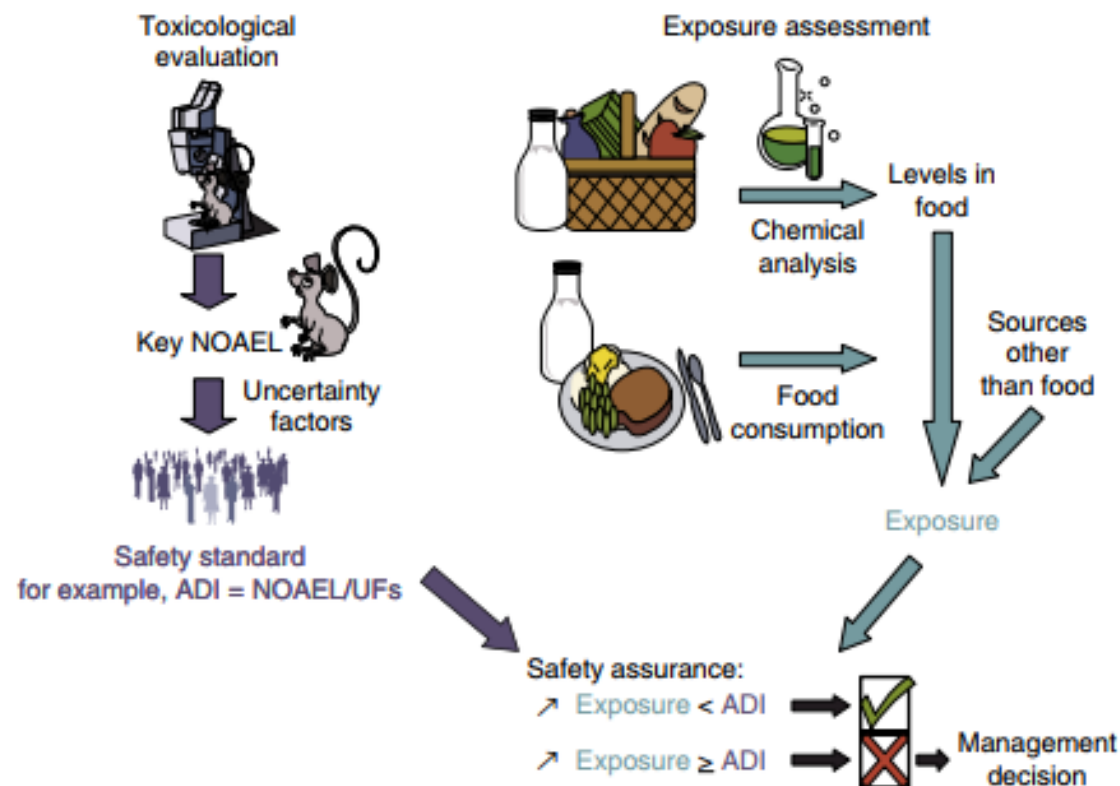 Toxicological
evaluation
Key NOAEL
Uncertainty
factors
Safety standard
for example, ADI = NOAEL/UFs
Exposure assessment
Chemical
analysis
Levels in
food
Food
consumption
Sources
other
than food
Exposure
Safety assurance:
↗ Exposure < ADI
↗ Exposure ≥ ADI
Management
decision